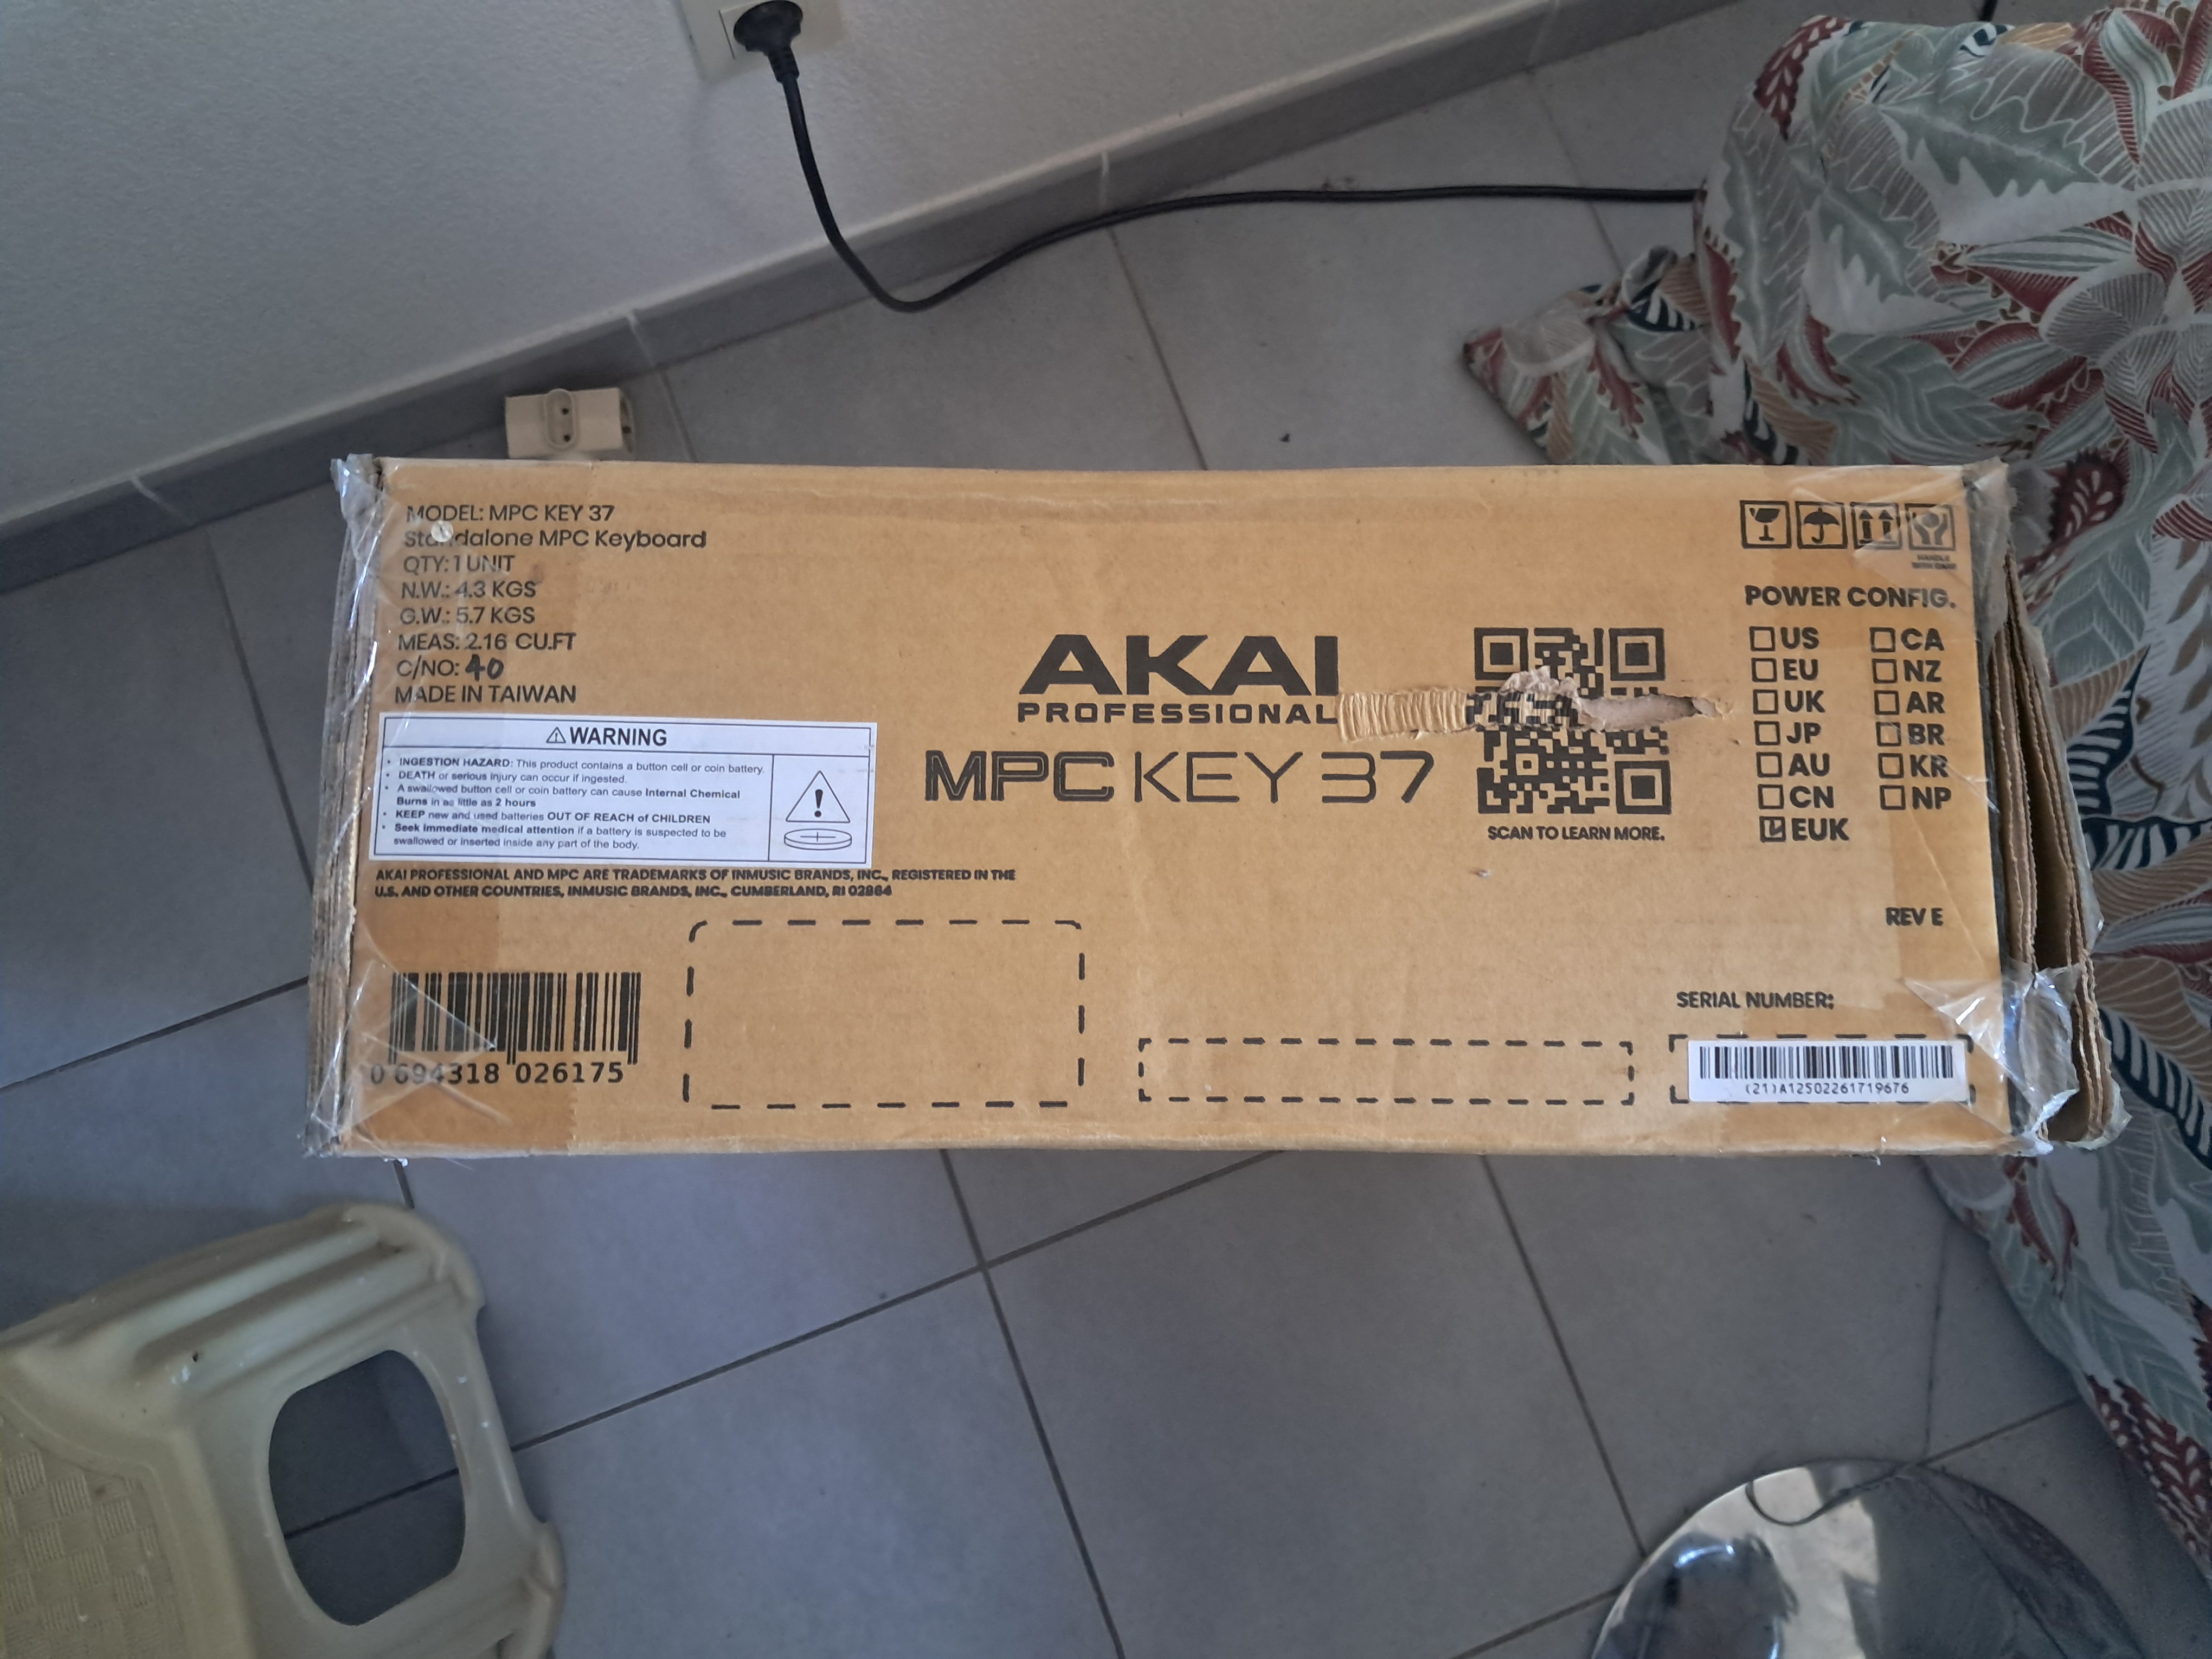 MODEL: MPC KEY 37
Standalone MPC Keyboard
QTY: 1 UNIT
N.W.: 4.3 KGS
G.W.: 5.7 KGS
MEAS: 2.16 CU.FT
C/NO: 40
MADE IN TAIWAN
WARNING
• INGESTION HAZARD: This product contains a button cell or coin battery.
• DEATH or serious injury can occur if ingested.
• A swallowed button cell or coin battery can cause Internal Chemical
Burns in as little as 2 hours
• KEEP new and used batteries OUT OF REACH of CHILDREN
• Seek immediate medical attention if a battery is suspected to be
swallowed or inserted inside any part of the body.
AKAI PROFESSIONAL AND MPC ARE TRADEMARKS OF INMUSIC BRANDS, INC., REGISTERED IN THE
U.S. AND OTHER COUNTRIES, INMUSIC BRANDS, INC., CUMBERLAND, RI 02864
0 694318 026175
AKAI
PROFESSIONAL
MPC KEY 37
SCAN TO LEARN MORE.
HANDLE
WITH CARE
POWER CONFIG.
US CA
EU NZ
UK AR
JP BR
AU KR
CN NP
EUK
REV E
SERIAL NUMBER:
(21)A12502261719676